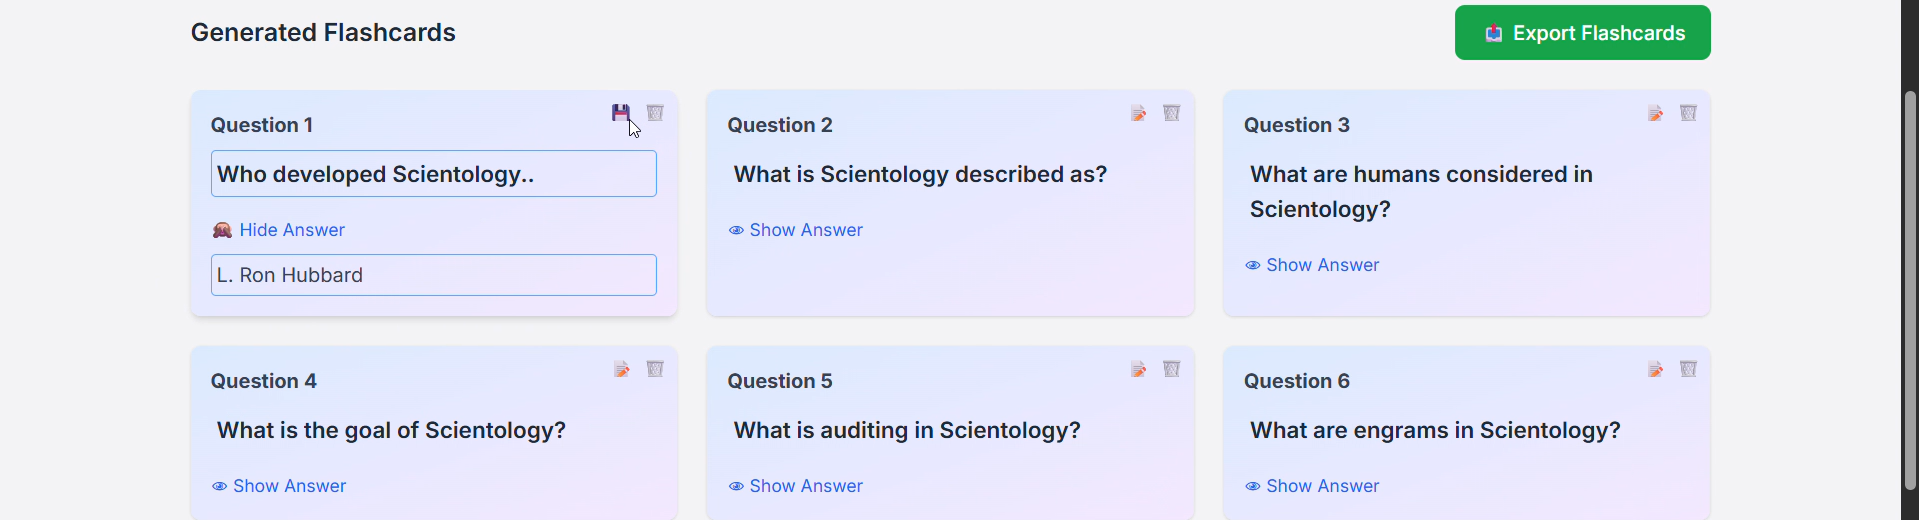 Generated Flashcards
Export Flashcards
Question 1
Who developed Scientology..
Hide Answer
L. Ron Hubbard
Question 2
What is Scientology described as?
Show Answer
Question 3
What are humans considered in
Scientology?
Show Answer
Question 4
What is the goal of Scientology?
Show Answer
Question 5
What is auditing in Scientology?
Show Answer
Question 6
What are engrams in Scientology?
Show Answer